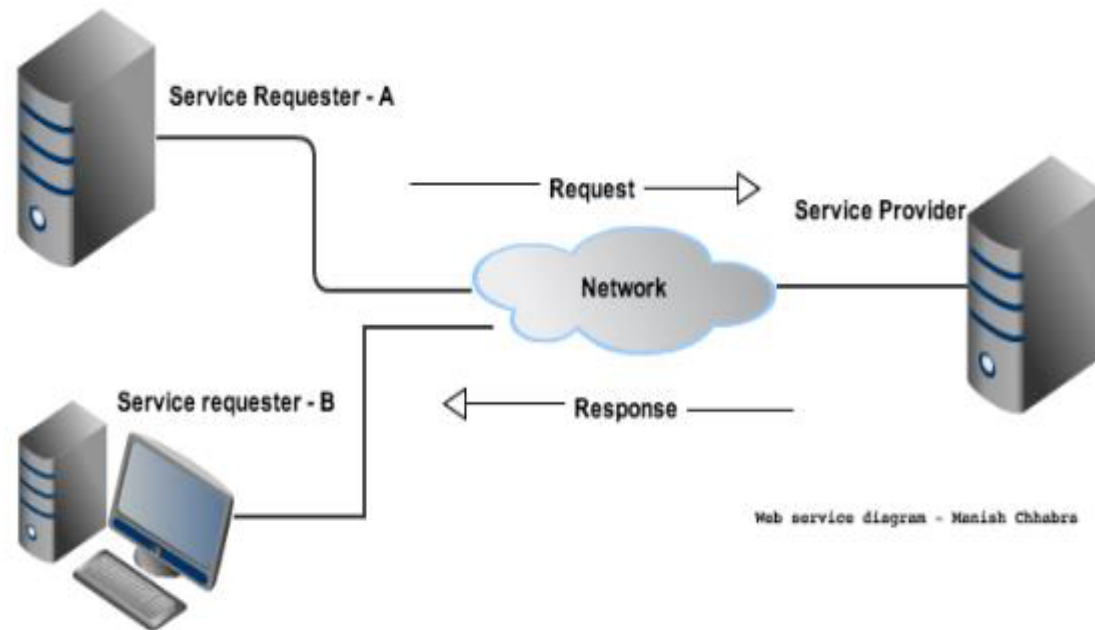 Service Requester - A
Request
Service Provider
Network
Service requester - B
Response
Web service diagram - Manish Chhabra